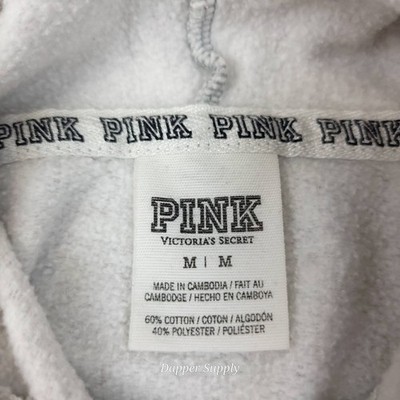 PINK PINK PINK PINK
PINK
VICTORIA'S SECRET
M | M
MADE IN CAMBODIA / FAIT AU
CAMBODGE / HECHO EN CAMBOYA
60% COTTON / COTON / ALGODÓN
40% POLYESTER / POLIÉSTER
Dapper Supply